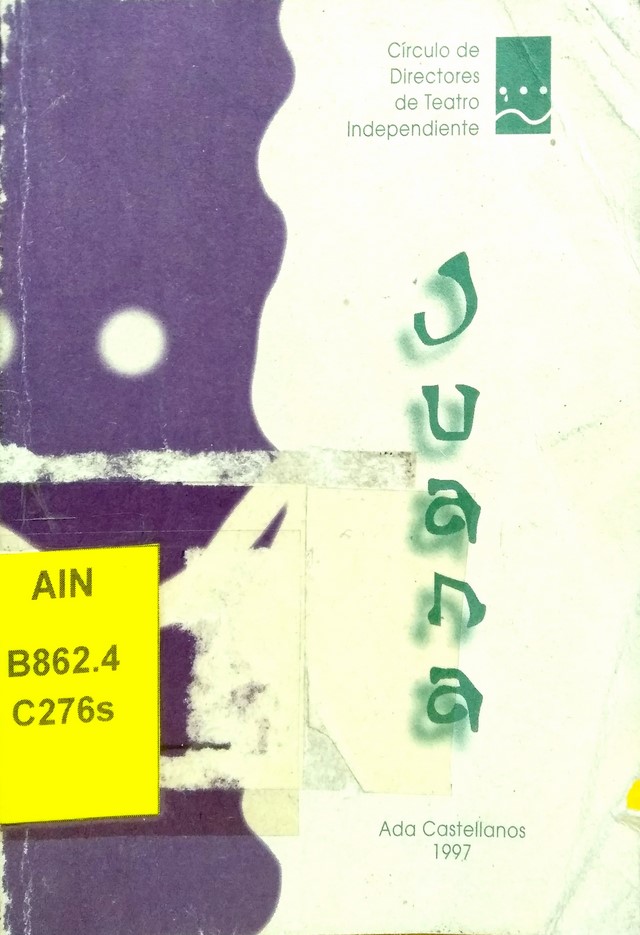 Círculo de
Directores
de Teatro
Independiente
AIN
B862.4
C276s
Ada Castellanos
1997